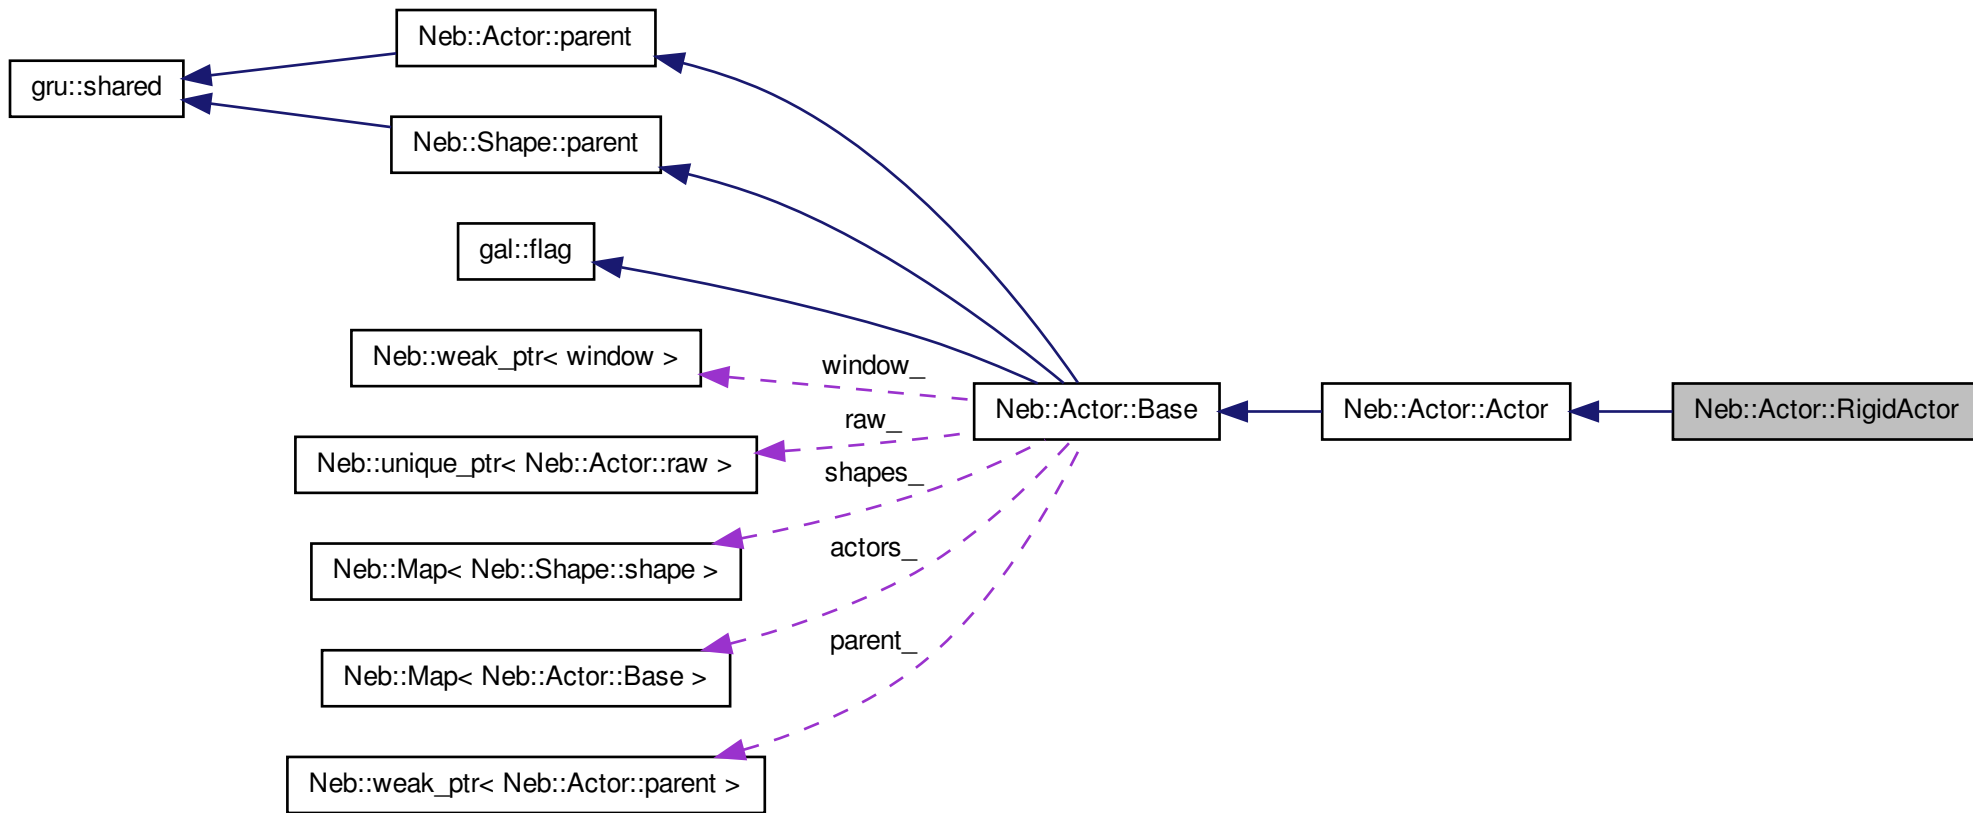 Neb::Actor::parent
gru::shared
Neb::Shape::parent
gal::flag
Neb::weak_ptr< window >
window_
Neb::Actor::Base
Neb::Actor::Actor
Neb::Actor::RigidActor
raw_
Neb::unique_ptr< Neb::Actor::raw >
shapes_
Neb::Map< Neb::Shape::shape >
actors_
Neb::Map< Neb::Actor::Base >
parent_
Neb::weak_ptr< Neb::Actor::parent >